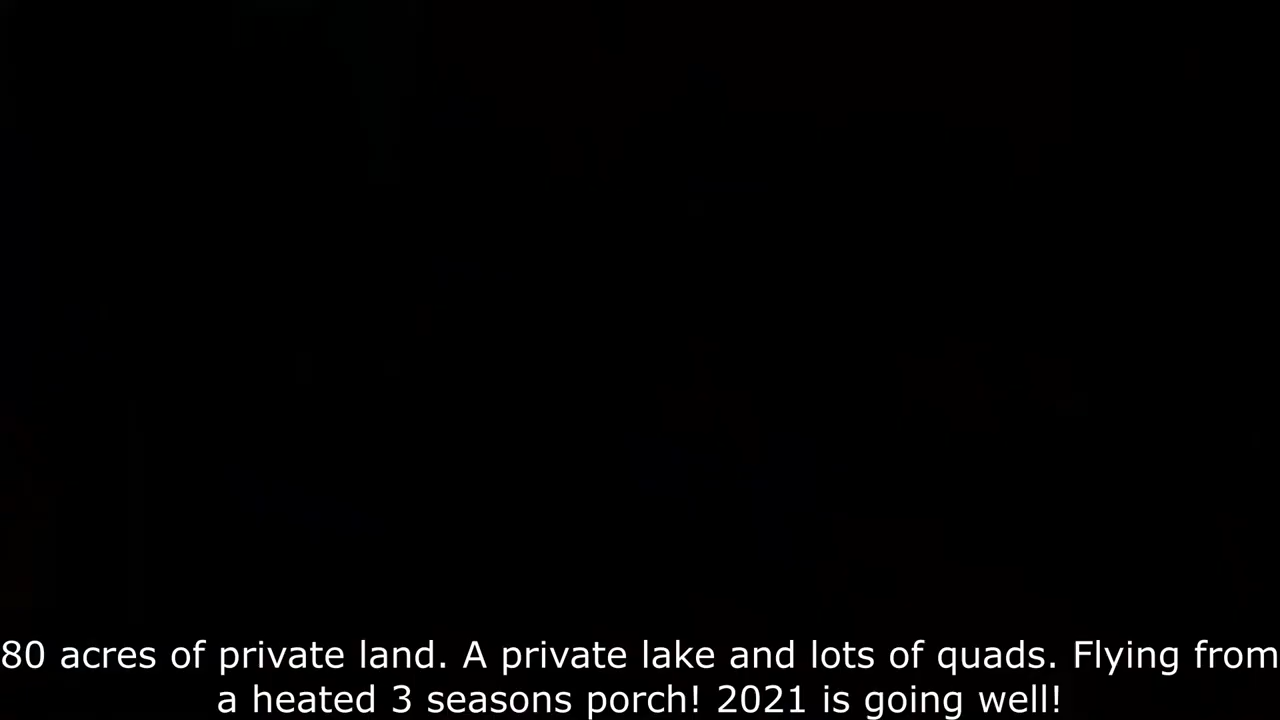 80 acres of private land. A private lake and lots of quads. Flying from
a heated 3 seasons porch! 2021 is going well!